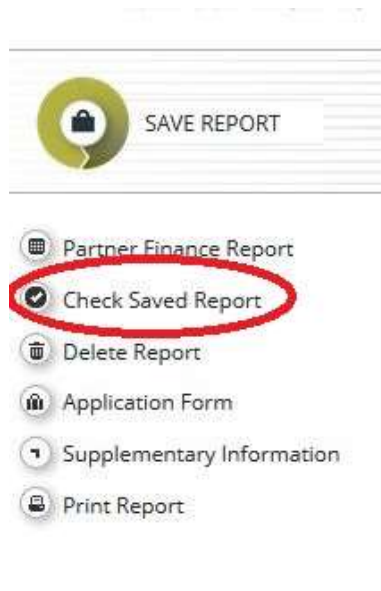 SAVE REPORT
Partner Finance Report
Check Saved Report
Delete Report
Application Form
Supplementary Information
Print Report